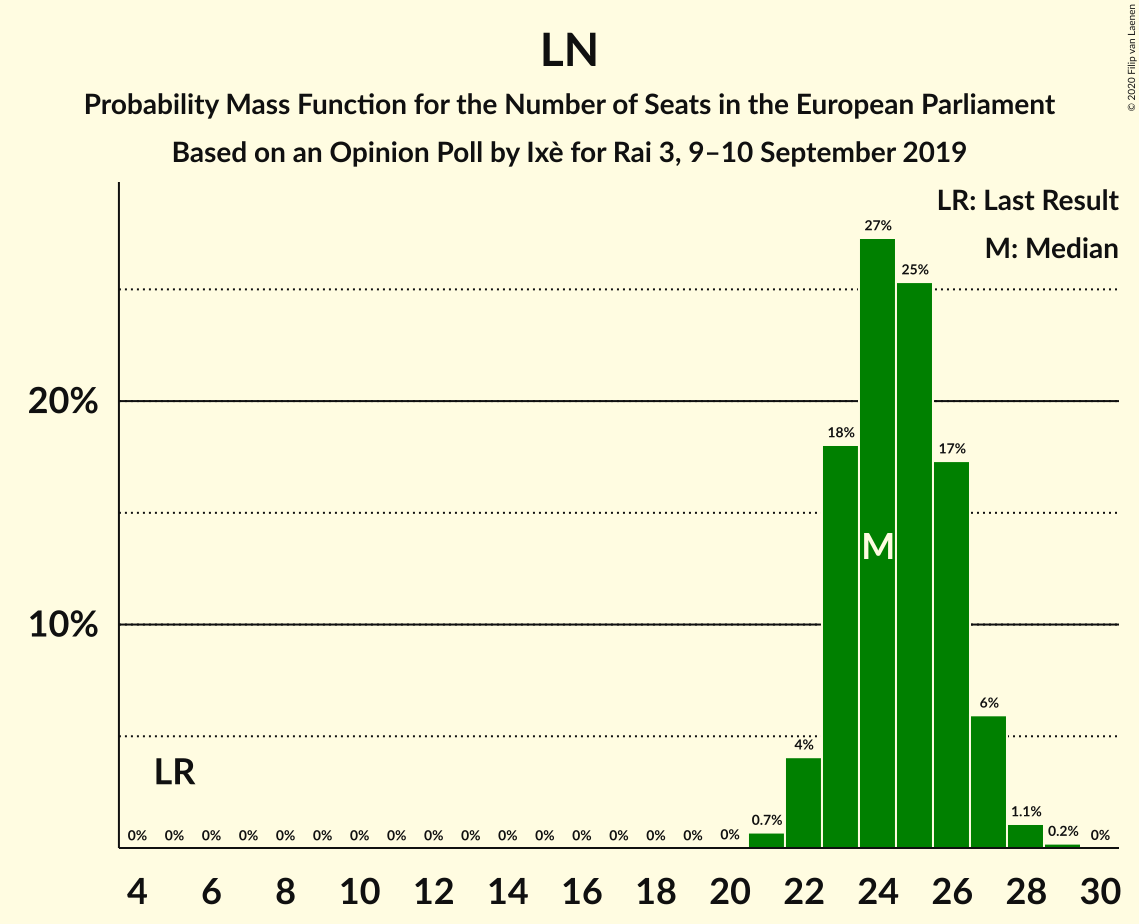 LN
Probability Mass Function for the Number of Seats in the European Parliament
Based on an Opinion Poll by Ixè for Rai 3, 9–10 September 2019
© 2020 Filip van Laenen
LR: Last Result
M: Median
27%
25%
20%
18%
17%
M
10%
6%
4%
LR
1.1%
0.7%
0.2%
0% 0% 0% 0% 0% 0% 0% 0% 0% 0% 0% 0% 0% 0% 0% 0% 0% 0%
4 6 8 10 12 14 16 18 20 22 24 26 28 30